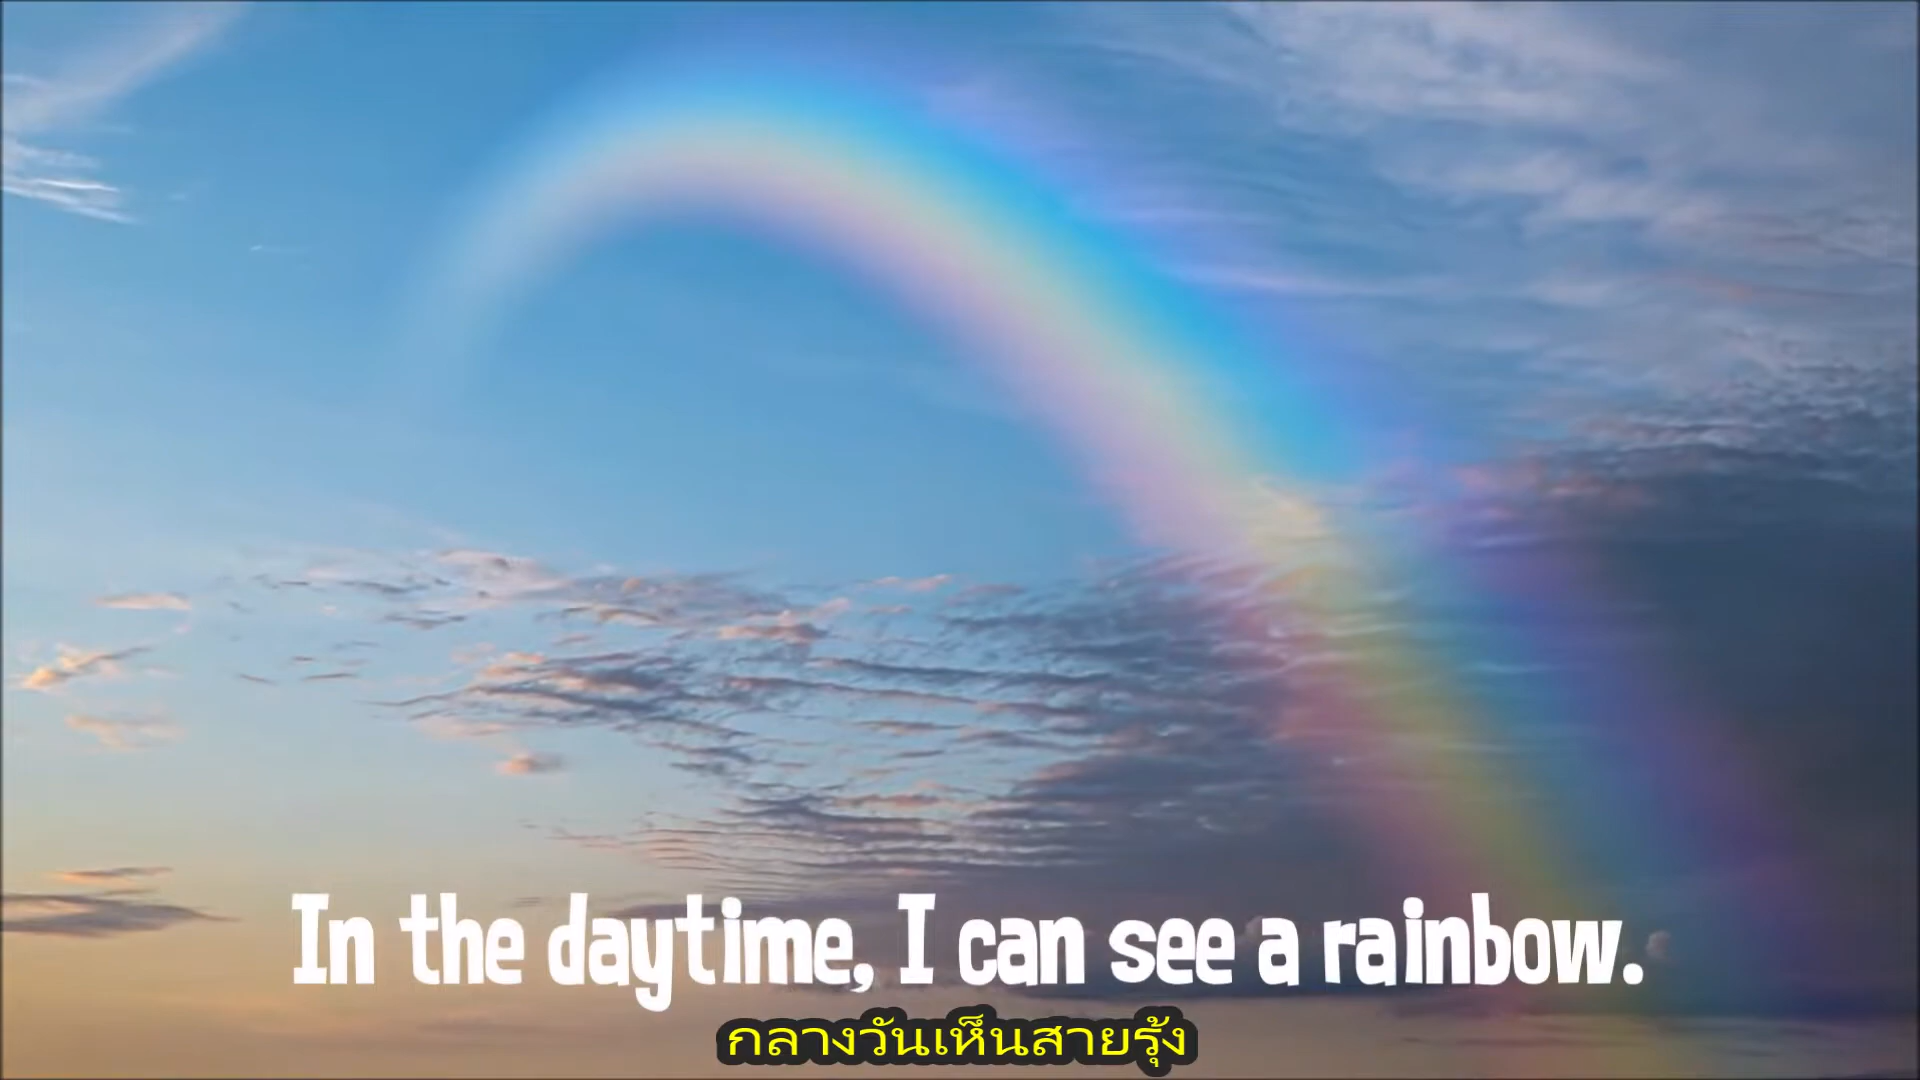 In the daytime, I can see a rainbow.
กลางวันเห็นสายรุ้ง